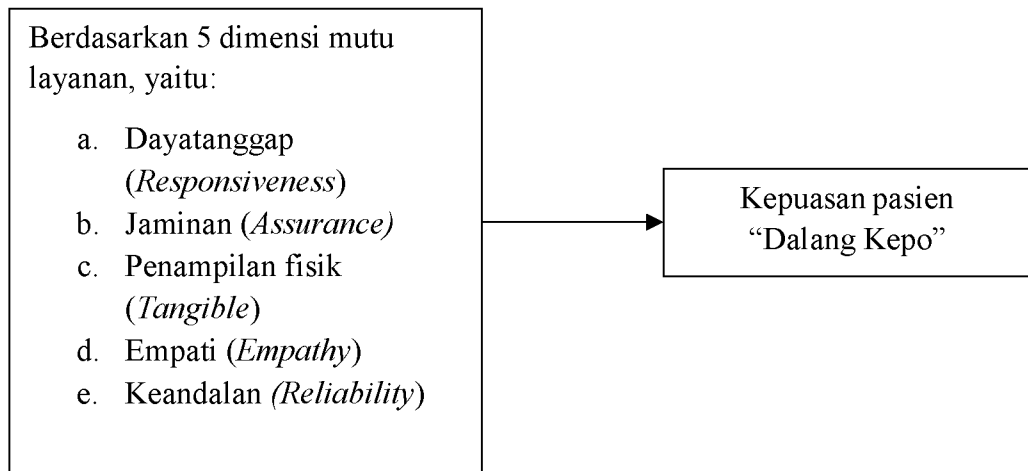 Berdasarkan 5 dimensi mutu
layanan, yaitu:
a. Dayatanggap
(Responsiveness)
b. Jaminan (Assurance)
c. Penampilan fisik
(Tangible)
d. Empati (Empathy)
e. Keandalan (Reliability)
Kepuasan pasien
“Dalang Kepo”